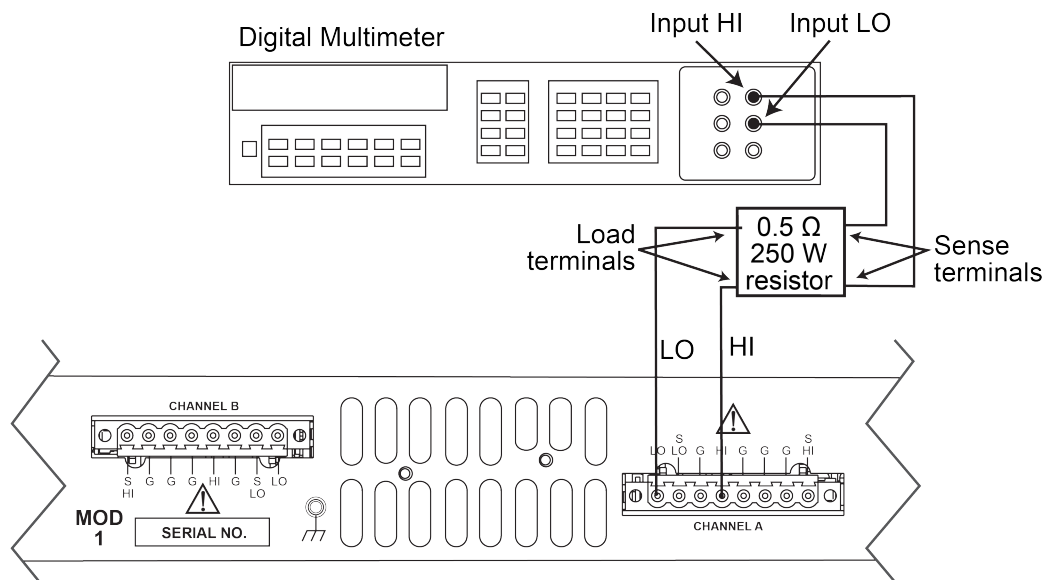 Input HI
Input LO
Digital Multimeter
Load
terminals
0.5 Ω
250 W
resistor
Sense
terminals
LO
HI
CHANNEL B
S
HI
G
G
G
HI
G
S
LO
LO
MOD
1
SERIAL NO.
LO
S
LO
G
HI
G
G
G
S
HI
CHANNEL A